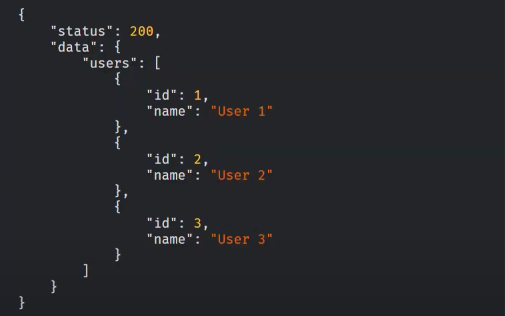 {
    "status": 200,
    "data": {
        "users": [
            {
                "id": 1,
                "name": "User 1"
            },
            {
                "id": 2,
                "name": "User 2"
            },
            {
                "id": 3,
                "name": "User 3"
            }
        ]
    }
}